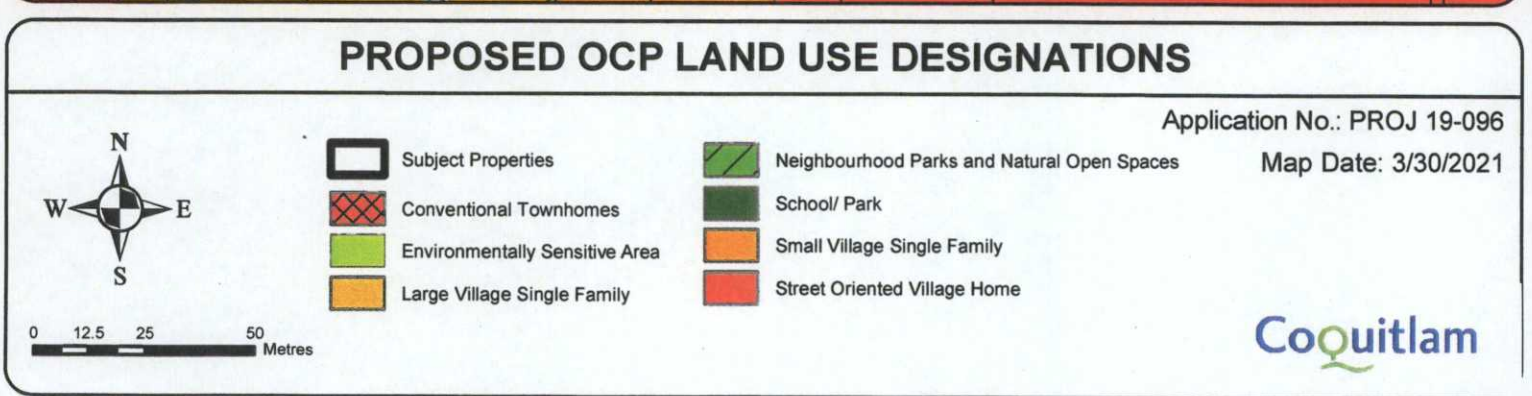 PROPOSED OCP LAND USE DESIGNATIONS
Application No.: PROJ 19-096
Map Date: 3/30/2021
N
W E
S
0 12.5 25 50
Metres
Subject Properties
Conventional Townhomes
Environmentally Sensitive Area
Large Village Single Family
Neighbourhood Parks and Natural Open Spaces
School/ Park
Small Village Single Family
Street Oriented Village Home
Coquitlam